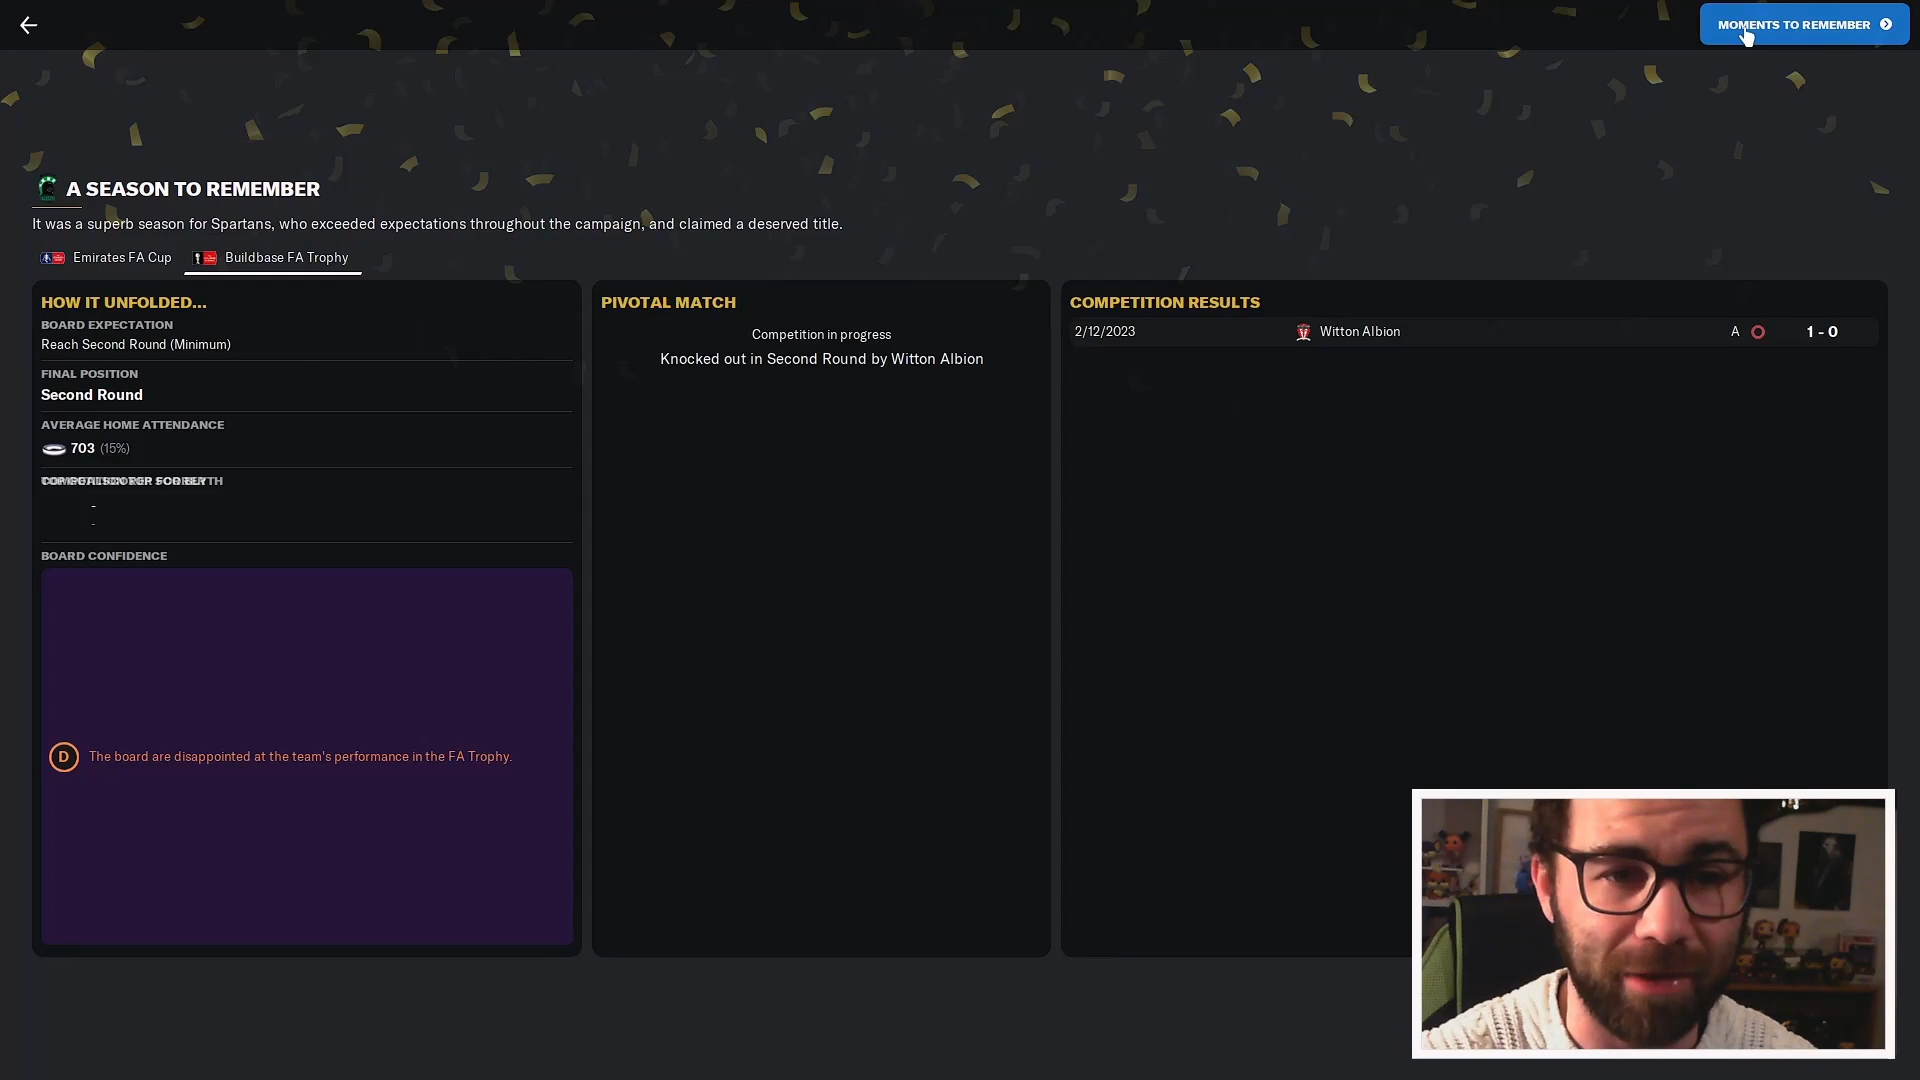 MOMENTS TO REMEMBER
A SEASON TO REMEMBER
It was a superb season for Spartans, who exceeded expectations throughout the campaign, and claimed a deserved title.
Emirates FA Cup
Buildbase FA Trophy
HOW IT UNFOLDED...
BOARD EXPECTATION
Reach Second Round (Minimum)
FINAL POSITION
Second Round
AVERAGE HOME ATTENDANCE
703 (15%)
-
-
BOARD CONFIDENCE
D The board are disappointed at the team's performance in the FA Trophy.
PIVOTAL MATCH
Competition in progress
Knocked out in Second Round by Witton Albion
COMPETITION RESULTS
2/12/2023 Witton Albion A 1 - 0